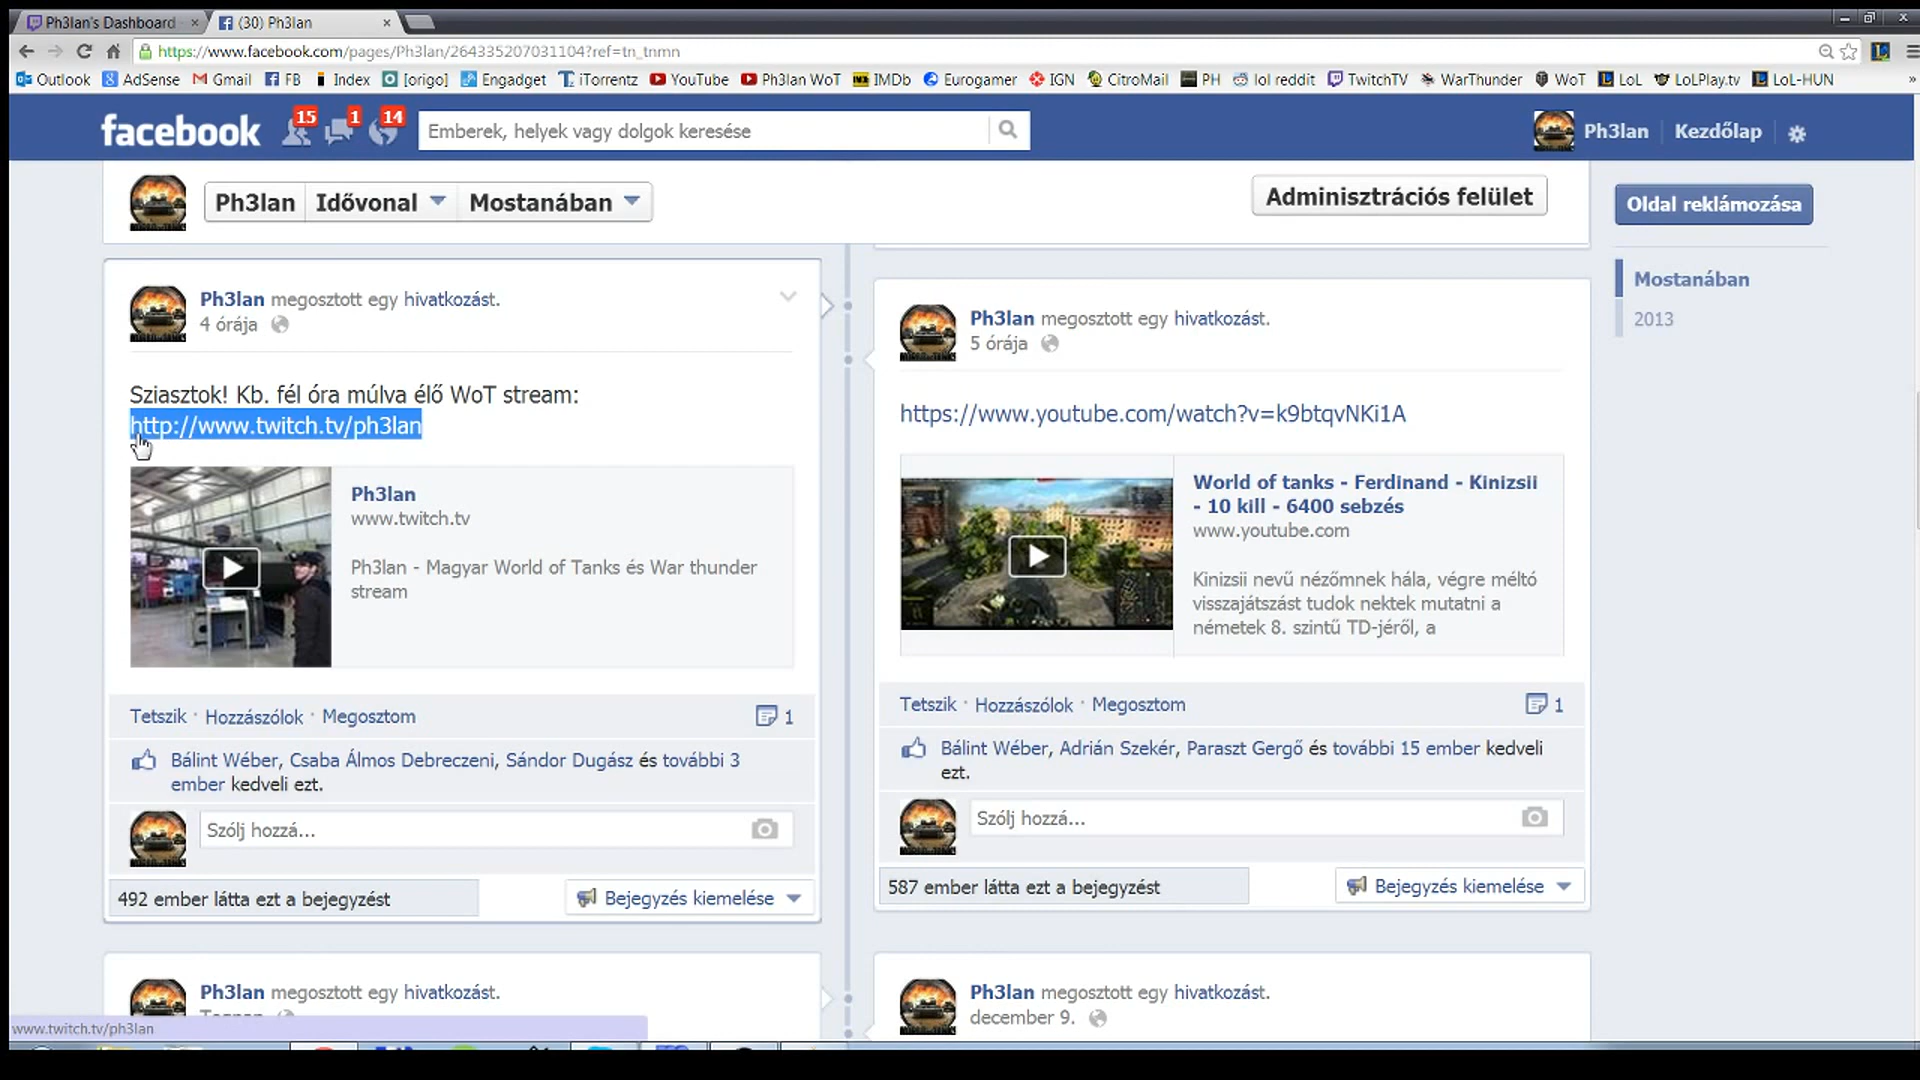 Ph3lan's Dashboard
(30) Ph3lan
https://www.facebook.com/pages/Ph3lan/264335207031104?ref=tn_tnmn
Outlook AdSense Gmail FB Index [origo] Engadget iTorrentz YouTube Ph3lan WoT IMDb Eurogamer IGN CitroMail PH lol reddit TwitchTV WarThunder WoT LoL LoLPlay.tv LoL-HUN »
facebook 15 1 14 Emberek, helyek vagy dolgok keresése Ph3lan Kezdőlap
Ph3lan Idővonal Mostanában Adminisztrációs felület
Oldal reklámozása
Mostanában
2013
Ph3lan megosztott egy hivatkozást.
4 órája
Sziasztok! Kb. fél óra múlva élő WoT stream:
http://www.twitch.tv/ph3lan
Ph3lan
www.twitch.tv
Ph3lan - Magyar World of Tanks és War thunder
stream
Tetszik · Hozzászólok · Megosztom 1
Bálint Wéber, Csaba Álmos Debreczeni, Sándor Dugász és további 3
ember kedveli ezt.
Szólj hozzá...
492 ember látta ezt a bejegyzést Bejegyzés kiemelése
Ph3lan megosztott egy hivatkozást.
5 órája
https://www.youtube.com/watch?v=k9btqvNKi1A
World of tanks - Ferdinand - Kinizsii
- 10 kill - 6400 sebzés
www.youtube.com
Kinizsii nevű nézőmnek hála, végre méltó
visszajátszást tudok nektek mutatni a
németek 8. szintű TD-jéről, a
Tetszik · Hozzászólok · Megosztom 1
Bálint Wéber, Adrián Szekér, Paraszt Gergő és további 15 ember kedveli
ezt.
Szólj hozzá...
587 ember látta ezt a bejegyzést Bejegyzés kiemelése
Ph3lan megosztott egy hivatkozást.
Ph3lan megosztott egy hivatkozást.
december 9.
www.twitch.tv/ph3lan